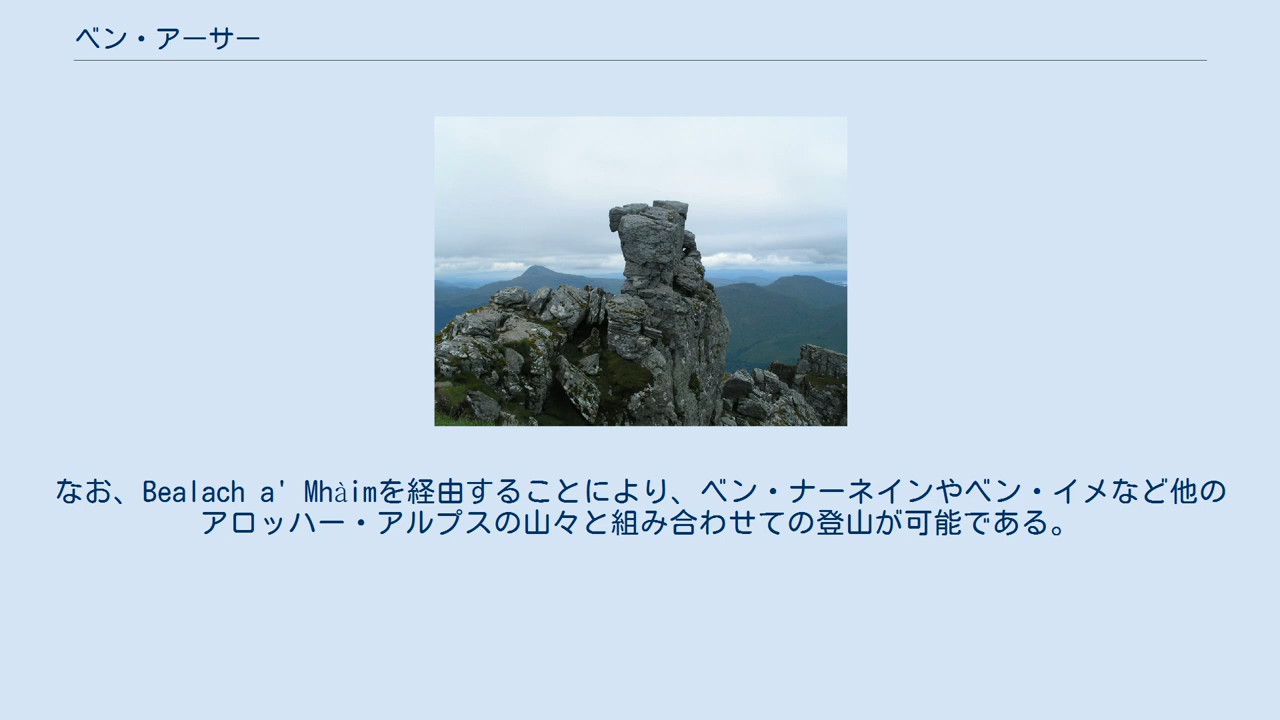 ベン・アーサー
なお、Bealach a' Mhàimを経由することにより、ベン・ナーネインやベン・イメなど他の
アロッハー・アルプスの山々と組み合わせての登山が可能である。